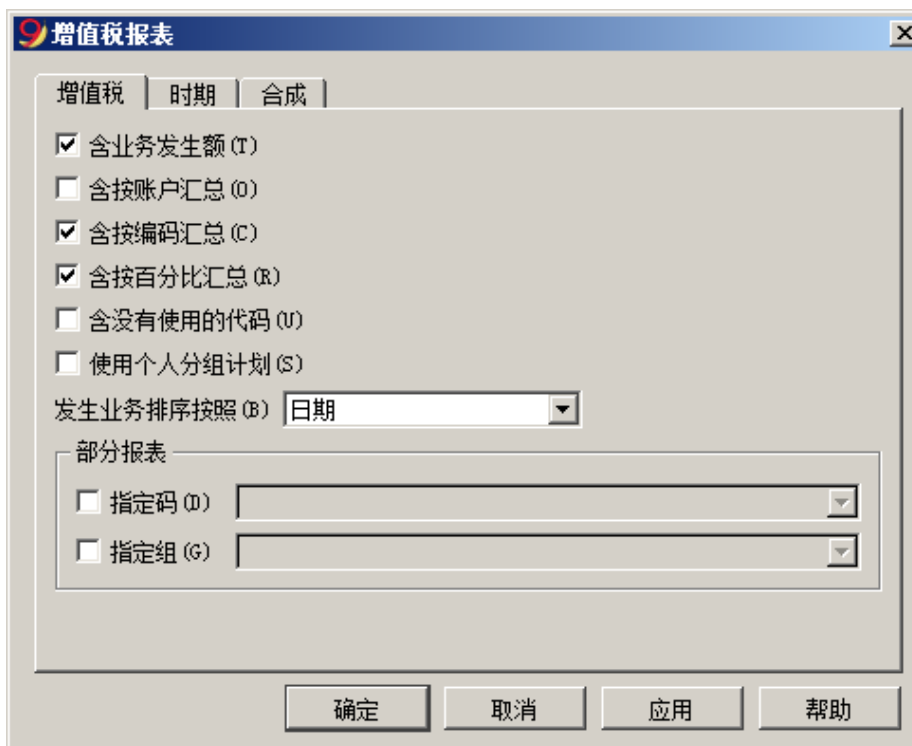 增值税报表
增值税 时期 合成
含业务发生额(T)
含按账户汇总(O)
含按编码汇总(C)
含按百分比汇总(R)
含没有使用的代码(U)
使用个人分组计划(S)
发生业务排序按照(B) 日期
部分报表
指定码(D)
指定组(G)
确定 取消 应用 帮助